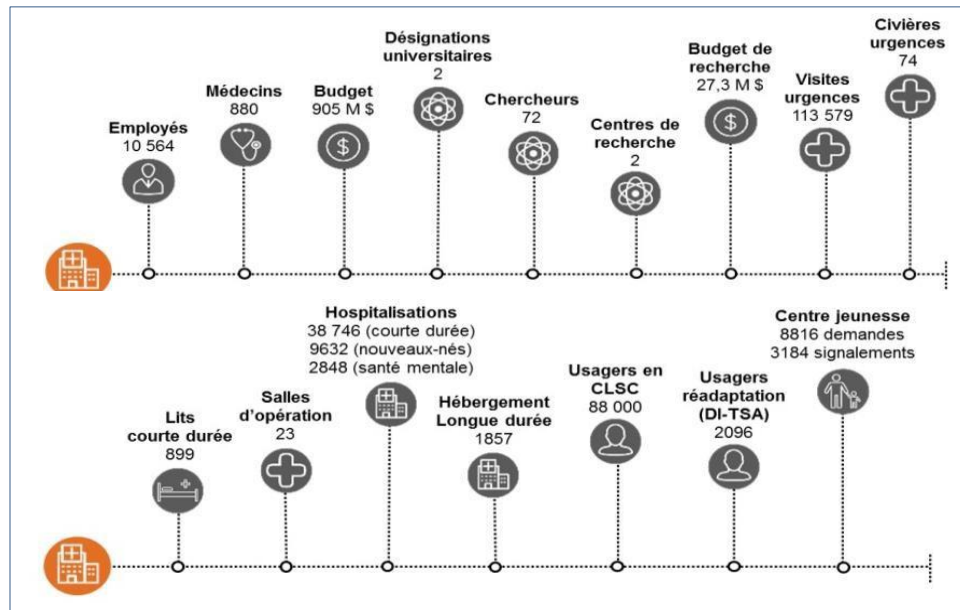 Employés
10 564
Médecins
880
Budget
905 M $
Désignations
universitaires
2
Chercheurs
72
Centres de
recherche
2
Budget de
recherche
27,3 M $
Visites
urgences
113 579
Civières
urgences
74
Lits
courte durée
899
Salles
d'opération
23
Hospitalisations
38 746 (courte durée)
9632 (nouveaux-nés)
2848 (santé mentale)
Hébergement
Longue durée
1857
Usagers en
CLSC
88 000
Usagers
réadaptation
(DI-TSA)
2096
Centre jeunesse
8816 demandes
3184 signalements